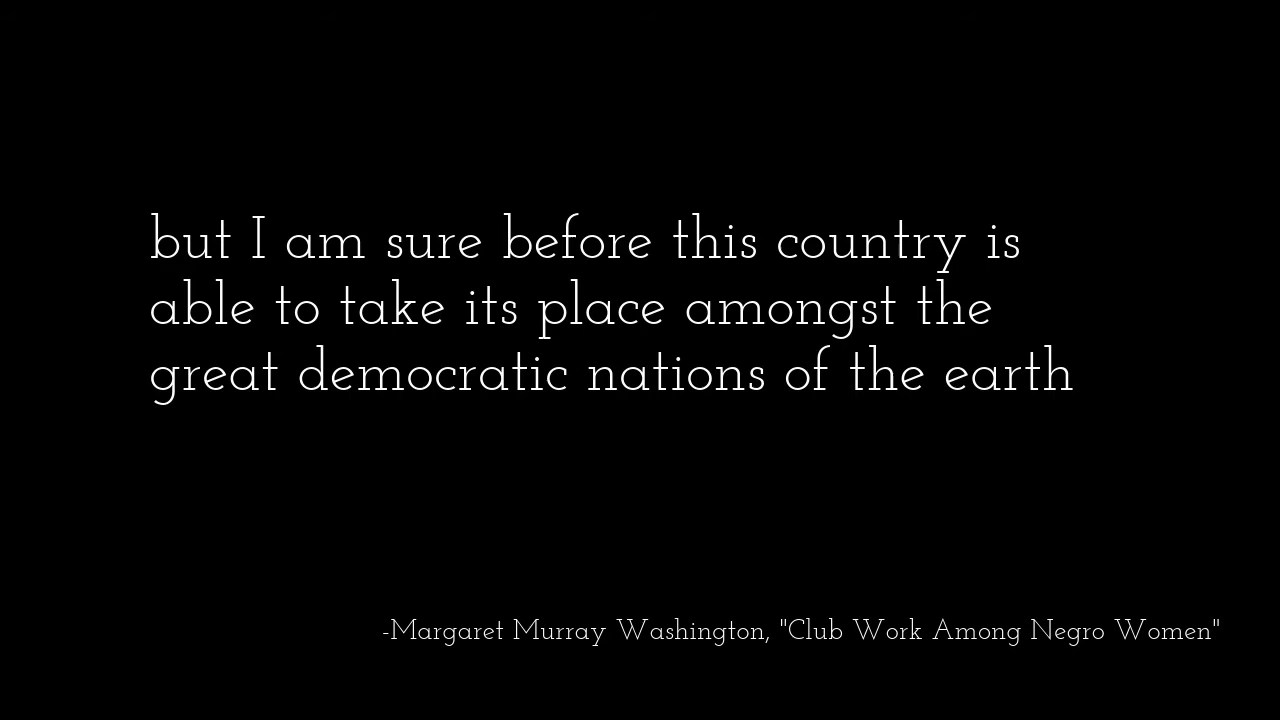 but I am sure before this country is
able to take its place amongst the
great democratic nations of the earth
-Margaret Murray Washington, "Club Work Among Negro Women"